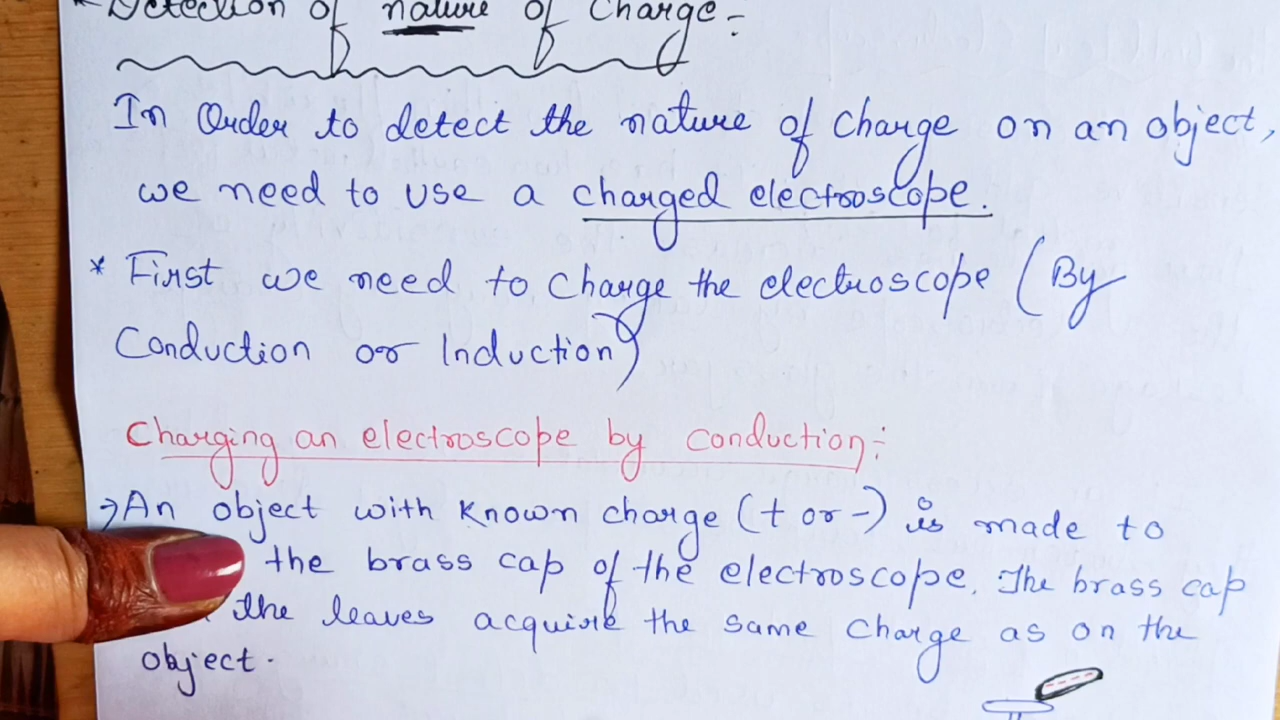 * Detection of nature of Charge:-
In Order to detect the nature of charge on an object,
we need to use a charged electroscope.
* First we need to charge the electroscope (By
Conduction or Induction)
Charging an electroscope by conduction:-
→ An object with known charge (+ or -) is made to
the brass cap of the electroscope. The brass cap
the leaves acquire the same charge as on the
object.